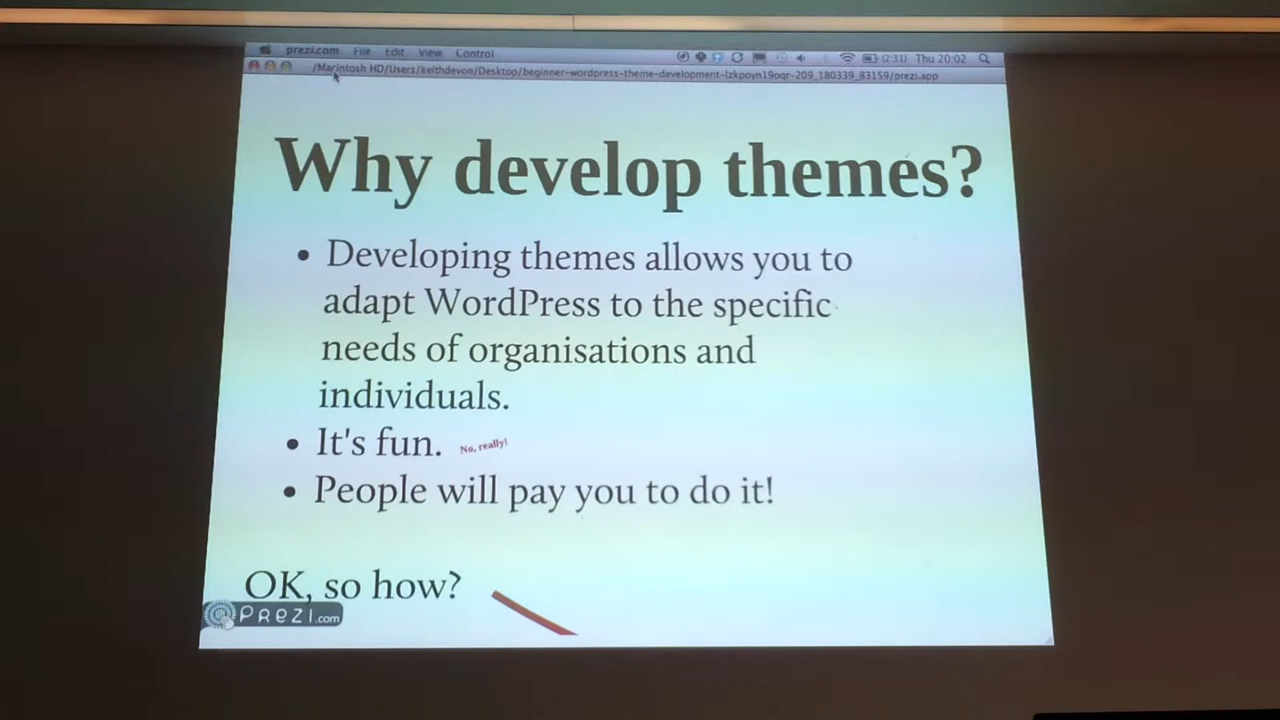 prezi.com File Edit View Control (2:31) Thu 20:02
/Macintosh HD/Users/keithdevon/Desktop/beginner-wordpress-theme-development-lzkpoyn19oqr-209_180339_83159/prezi.app
Why develop themes?
• Developing themes allows you to
adapt WordPress to the specific
needs of organisations and
individuals.
• It's fun. No, really!
• People will pay you to do it!
OK, so how?
PREZI.com